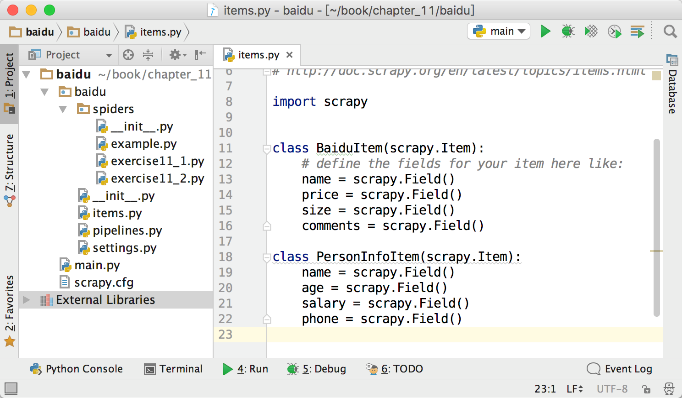 items.py - baidu - [~/book/chapter_11/baidu]
baidu baidu items.py
main
Project
items.py
1: Project
7: Structure
2: Favorites
Database
baidu ~/book/chapter_11
baidu
spiders
__init__.py
example.py
exercise11_1.py
exercise11_2.py
__init__.py
items.py
pipelines.py
settings.py
main.py
scrapy.cfg
External Libraries
6 # http://doc.scrapy.org/en/latest/topics/items.html
7
8 import scrapy
9
10
11 class BaiduItem(scrapy.Item):
12 # define the fields for your item here like:
13 name = scrapy.Field()
14 price = scrapy.Field()
15 size = scrapy.Field()
16 comments = scrapy.Field()
17
18 class PersonInfoItem(scrapy.Item):
19 name = scrapy.Field()
20 age = scrapy.Field()
21 salary = scrapy.Field()
22 phone = scrapy.Field()
23
Python Console Terminal 4: Run 5: Debug 6: TODO Event Log
23:1 LF UTF-8